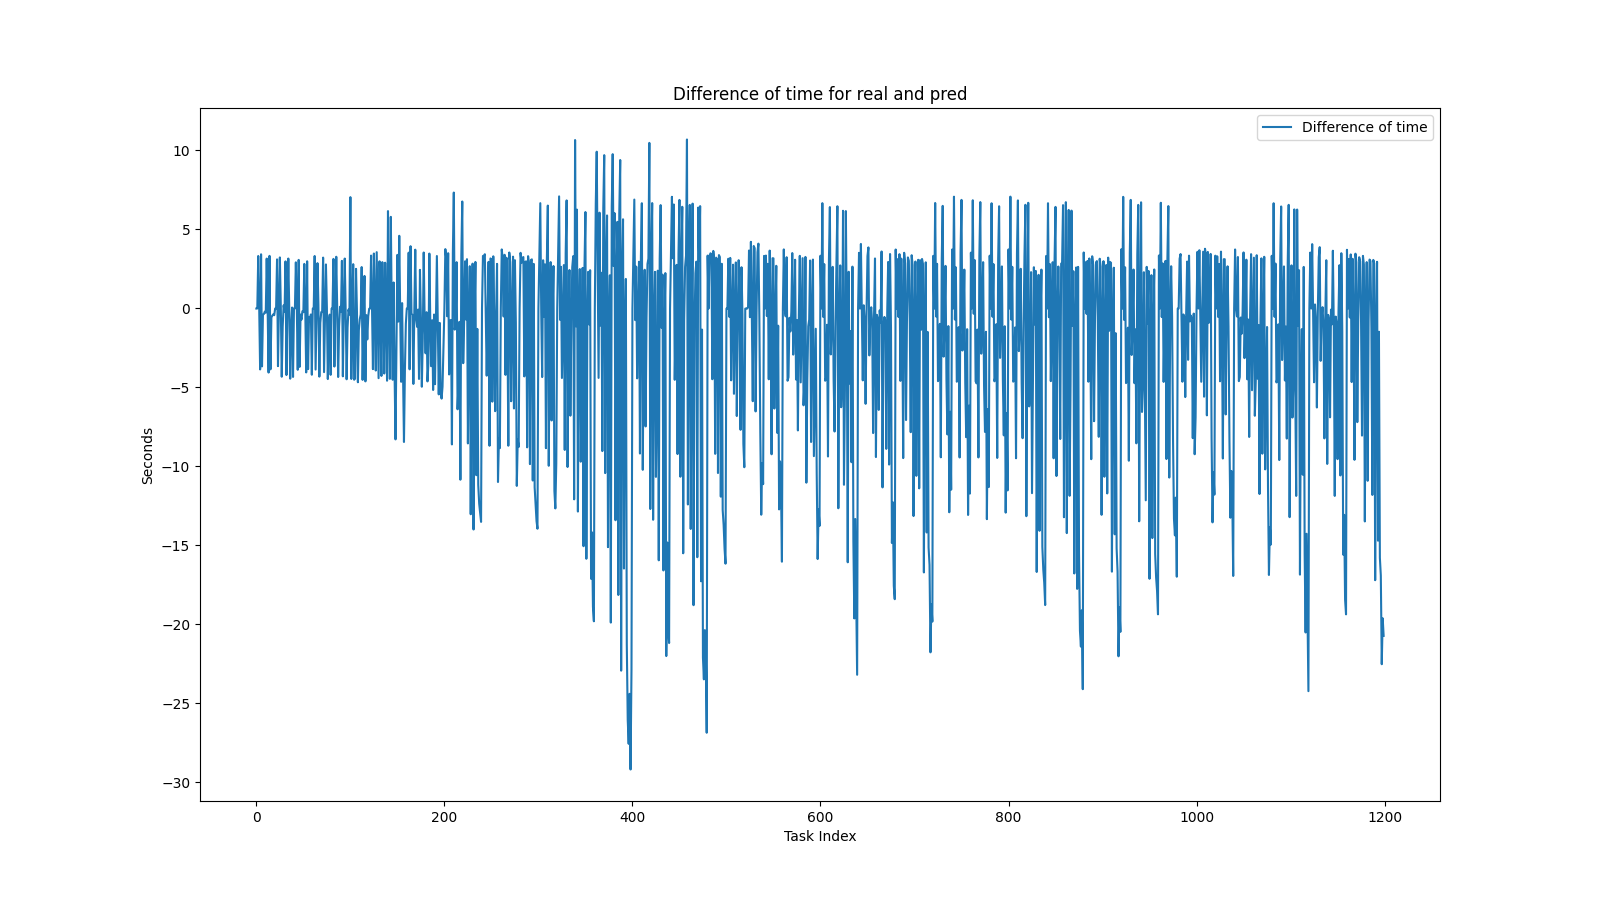 Difference of time for real and pred
Difference of time
10
5
0
−5
−10
−15
−20
−25
−30
Seconds
0 200 400 600 800 1000 1200
Task Index